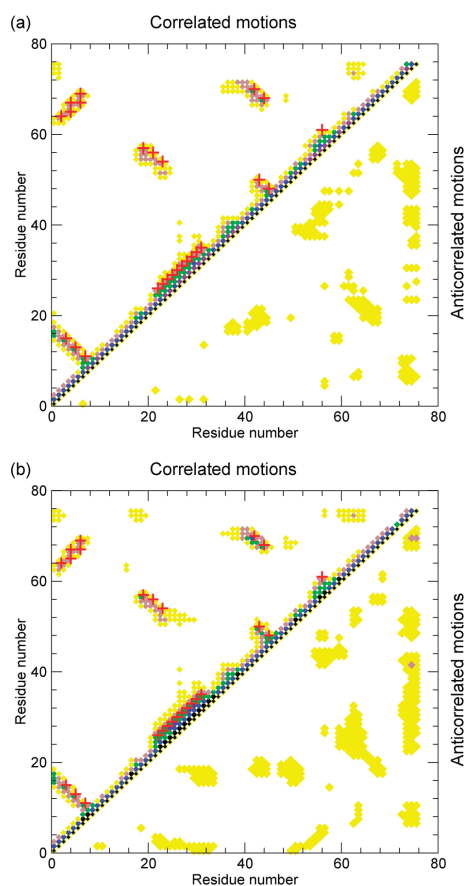 (a)
Correlated motions
80
60
40
20
0
0 20 40 60 80
Residue number
Residue number
Anticorrelated motions
(b)
Correlated motions
80
60
40
20
0
0 20 40 60 80
Residue number
Residue number
Anticorrelated motions